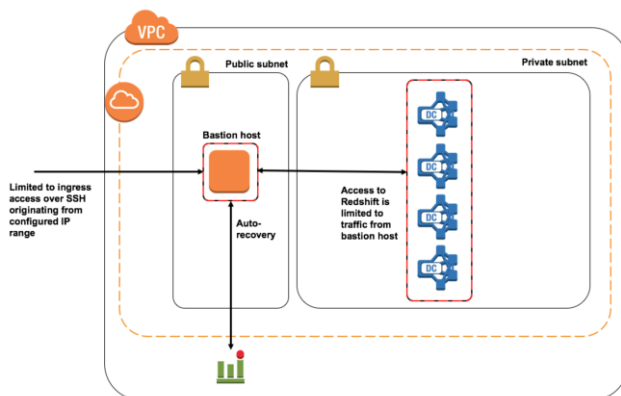 VPC
Public subnet
Private subnet
Bastion host
DC
DC
DC
DC
Limited to ingress
access over SSH
originating from
configured IP
range
Access to
Redshift is
limited to
traffic from
bastion host
Auto-
recovery